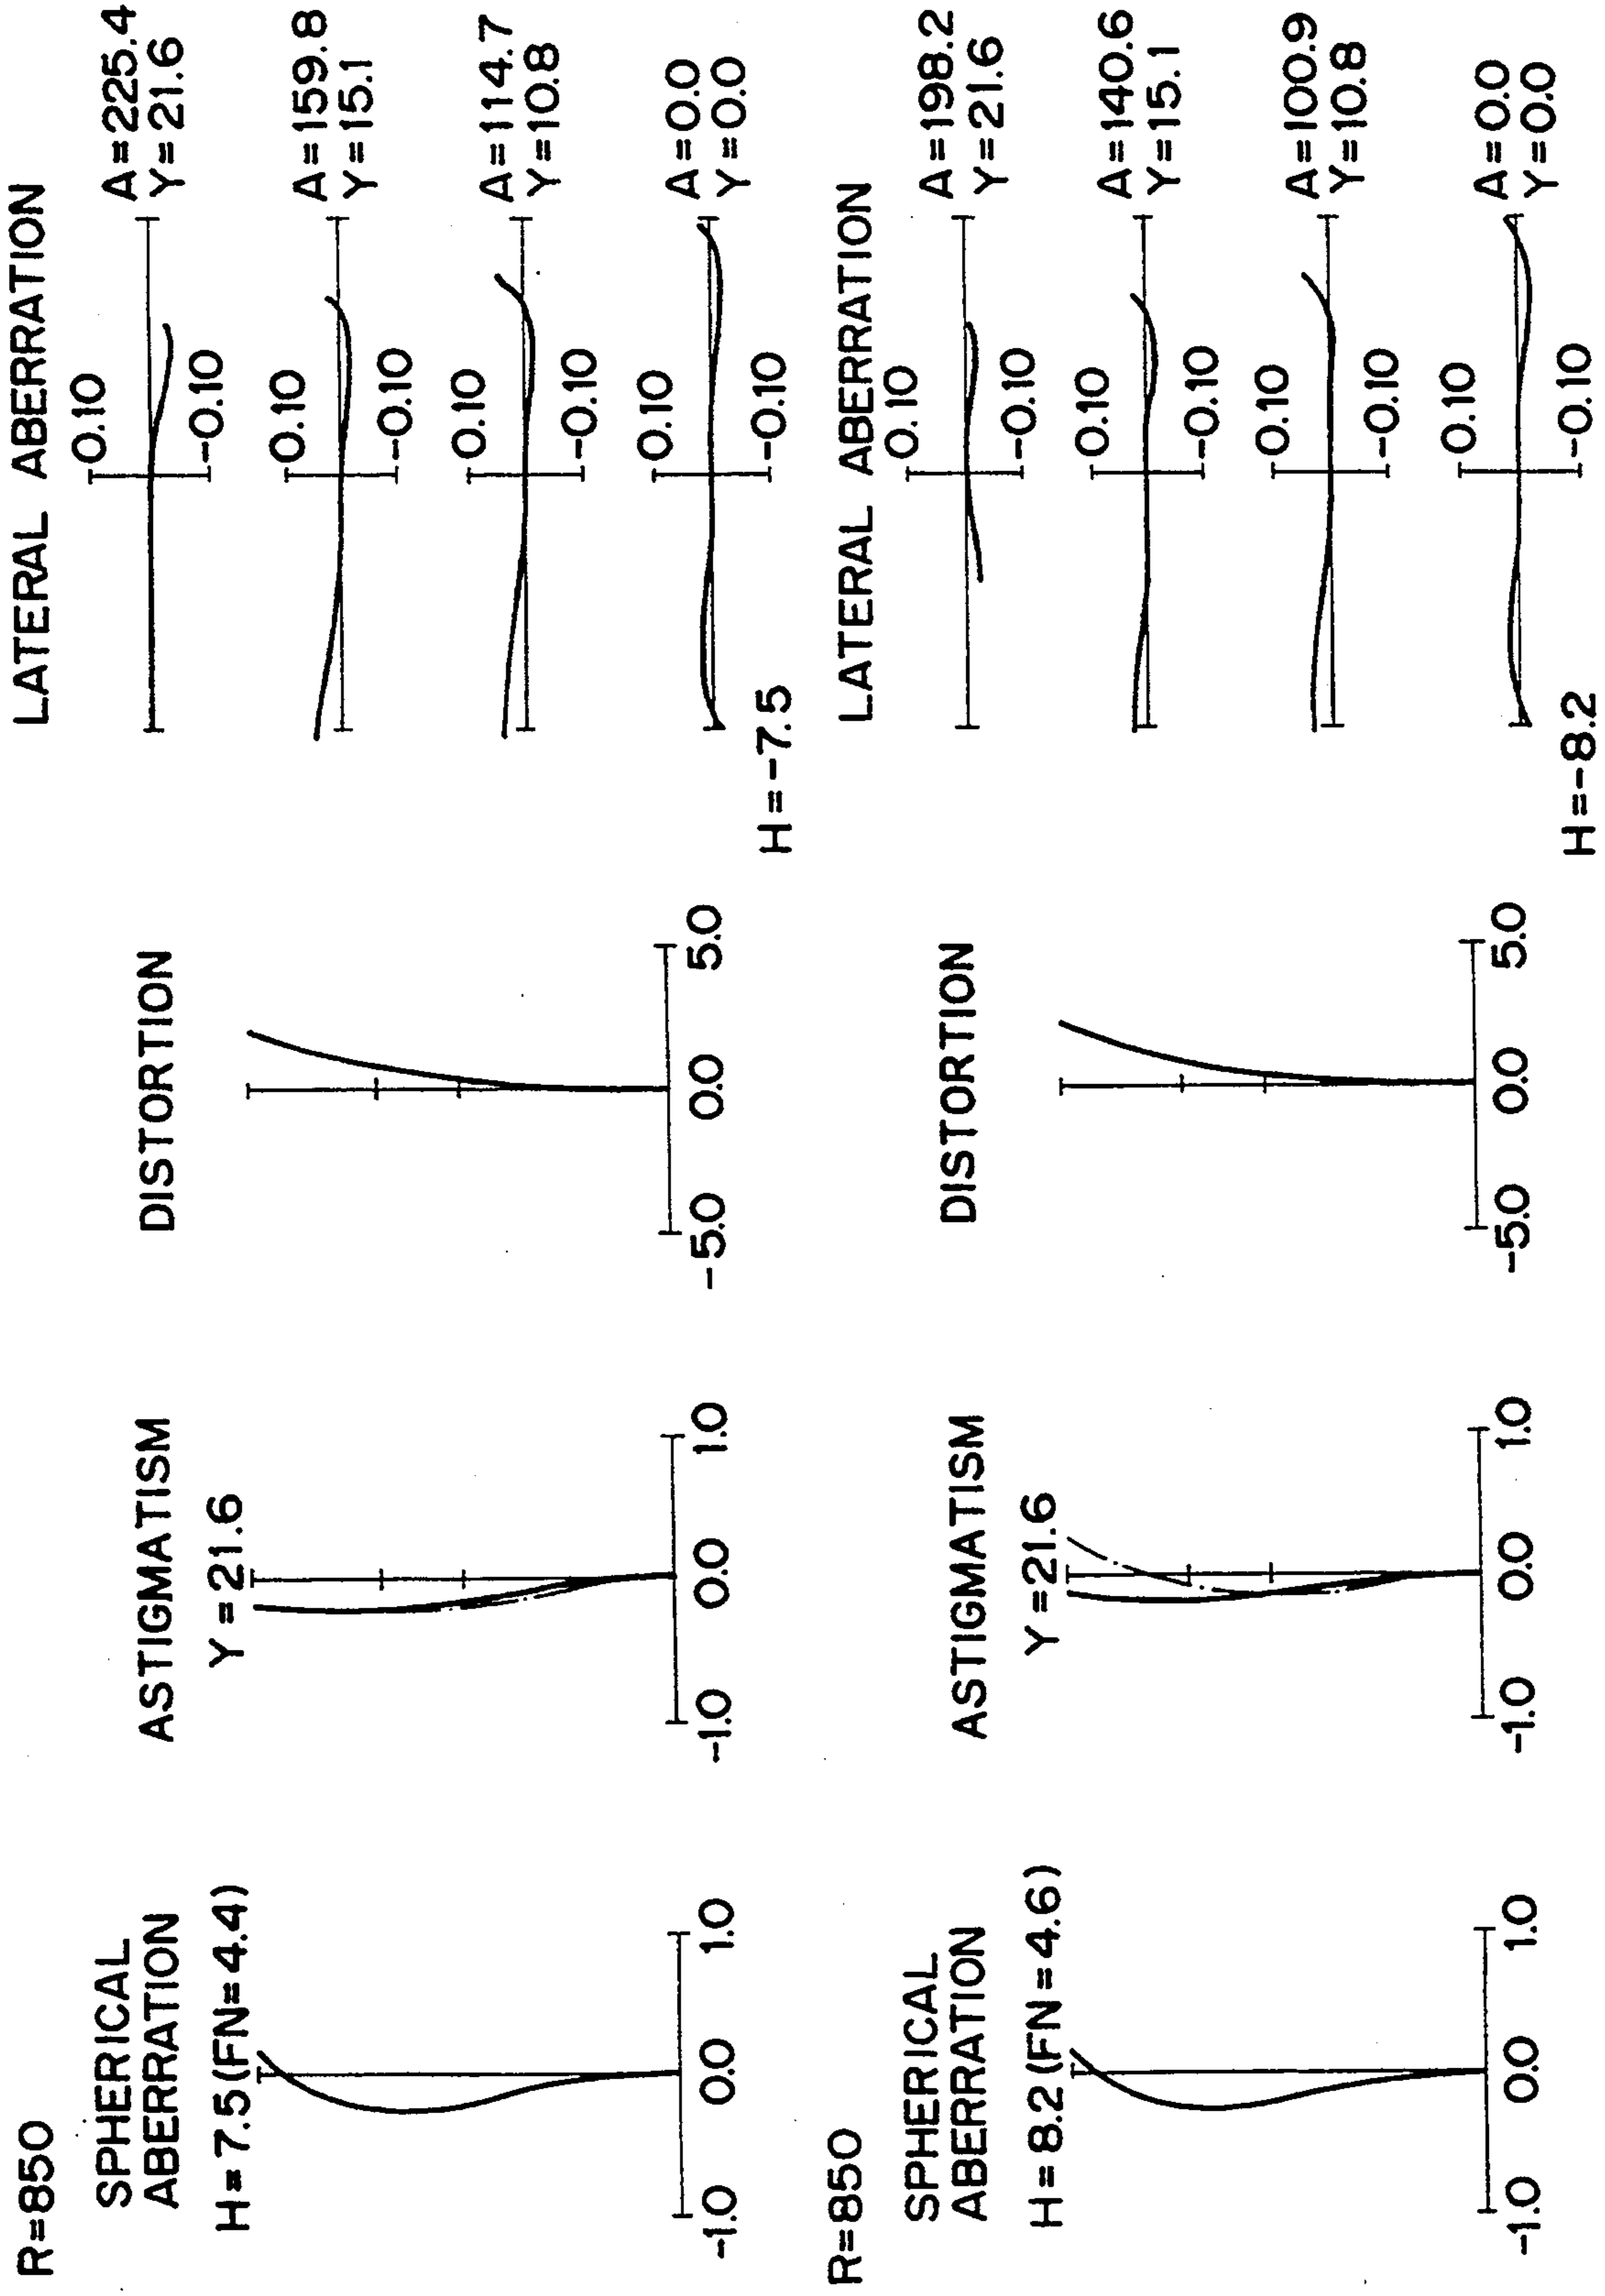 R=850
SPHERICAL
ABERRATION
H=7.5(FN=4.4)
-1.0 0.0 1.0
ASTIGMATISM
Y=21.6
-1.0 0.0 1.0
DISTORTION
-5.0 0.0 5.0
LATERAL ABERRATION
0.10
-0.10
A=225.4
Y=21.6
0.10
-0.10
A=159.8
Y=15.1
0.10
-0.10
A=114.7
Y=10.8
0.10
-0.10
A=0.0
Y=0.0
H=-7.5
R=850
SPHERICAL
ABERRATION
H=8.2(FN=4.6)
-1.0 0.0 1.0
ASTIGMATISM
Y=21.6
-1.0 0.0 1.0
DISTORTION
-5.0 0.0 5.0
LATERAL ABERRATION
0.10
-0.10
A=198.2
Y=21.6
0.10
-0.10
A=140.6
Y=15.1
0.10
-0.10
A=100.9
Y=10.8
0.10
-0.10
A=0.0
Y=0.0
H=-8.2